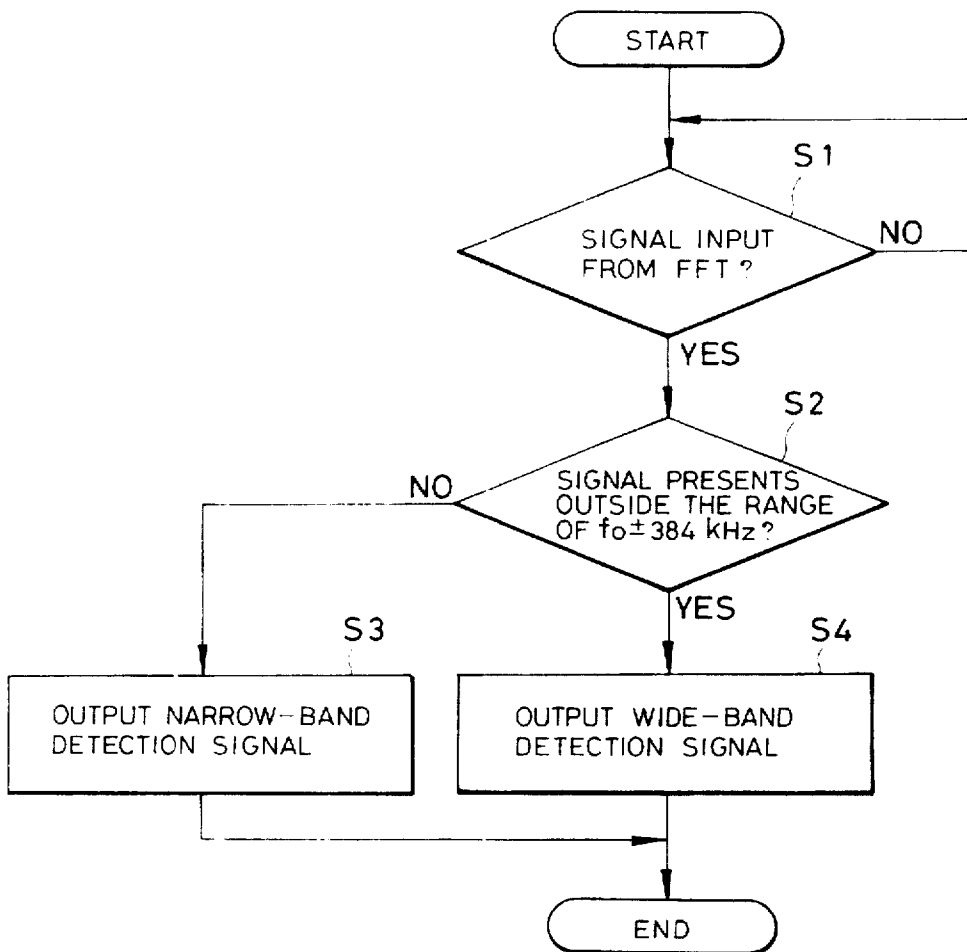 START
S1
SIGNAL INPUT
FROM FFT?
NO
YES
S2
SIGNAL PRESENTS
OUTSIDE THE RANGE
OF fo±384 kHz?
NO
YES
S3
OUTPUT NARROW-BAND
DETECTION SIGNAL
S4
OUTPUT WIDE-BAND
DETECTION SIGNAL
END